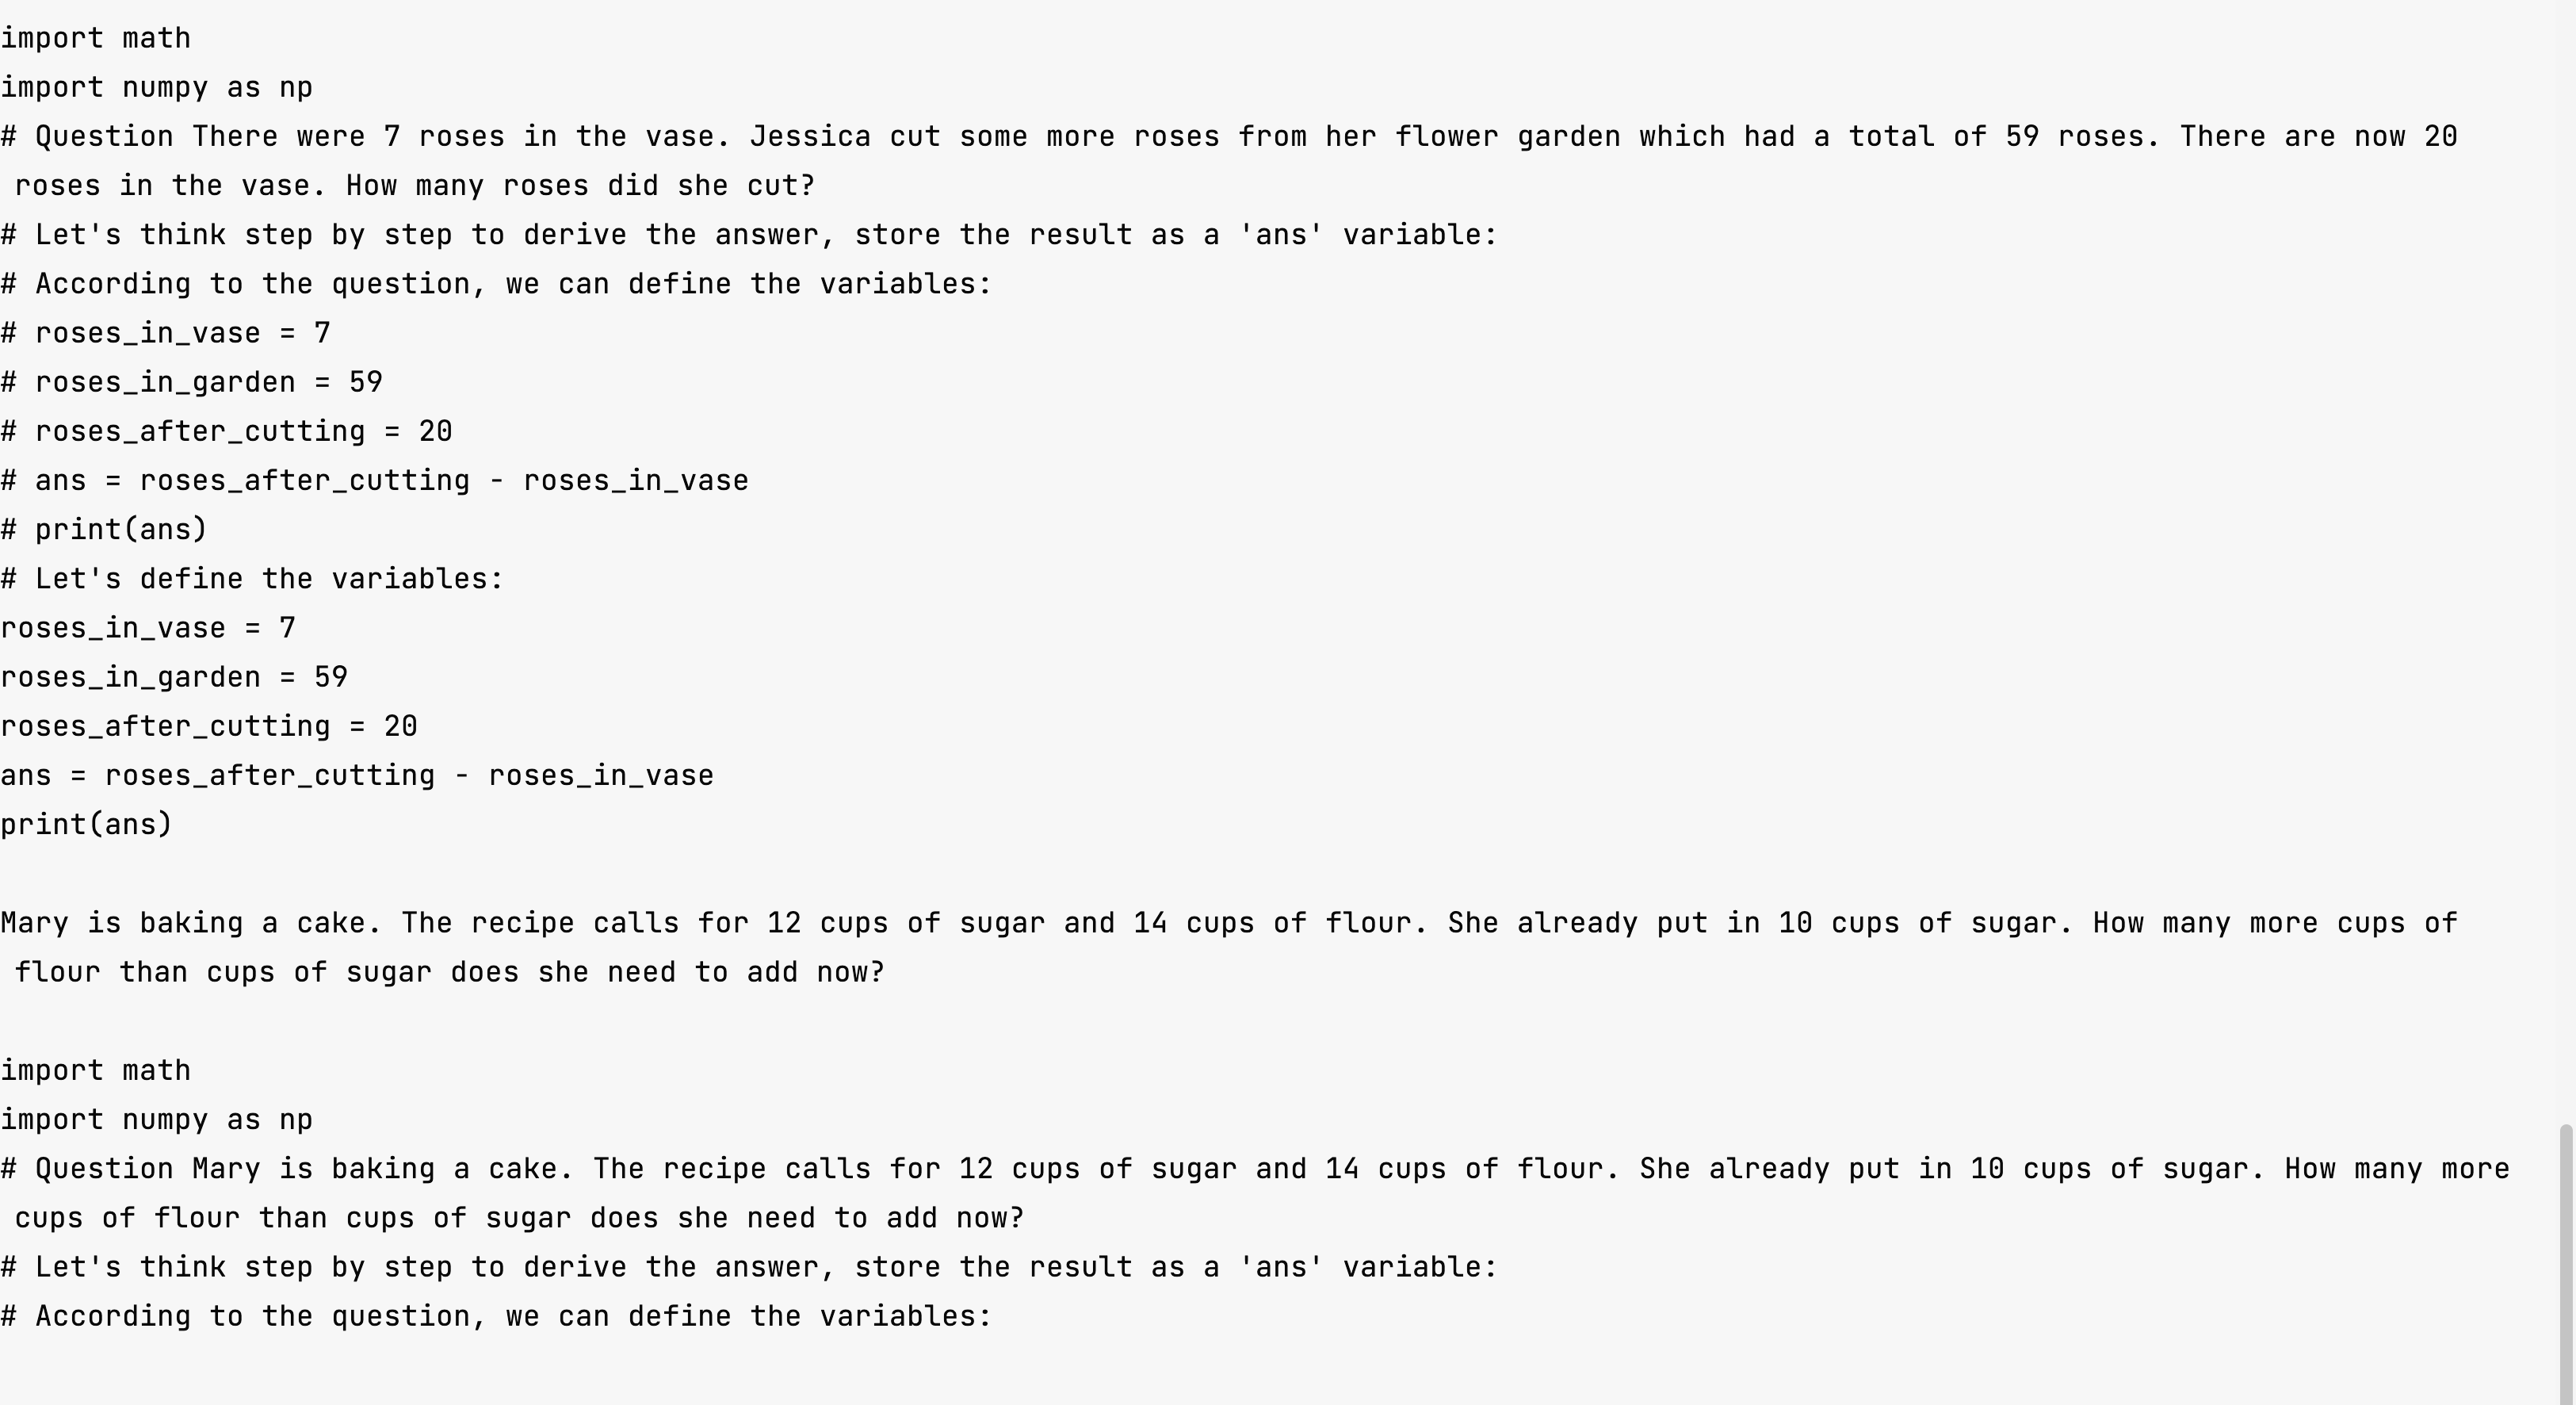 import math
import numpy as np
# Question There were 7 roses in the vase. Jessica cut some more roses from her flower garden which had a total of 59 roses. There are now 20
roses in the vase. How many roses did she cut?
# Let's think step by step to derive the answer, store the result as a 'ans' variable:
# According to the question, we can define the variables:
# roses_in_vase = 7
# roses_in_garden = 59
# roses_after_cutting = 20
# ans = roses_after_cutting - roses_in_vase
# print(ans)
# Let's define the variables:
roses_in_vase = 7
roses_in_garden = 59
roses_after_cutting = 20
ans = roses_after_cutting - roses_in_vase
print(ans)
Mary is baking a cake. The recipe calls for 12 cups of sugar and 14 cups of flour. She already put in 10 cups of sugar. How many more cups of
flour than cups of sugar does she need to add now?
import math
import numpy as np
# Question Mary is baking a cake. The recipe calls for 12 cups of sugar and 14 cups of flour. She already put in 10 cups of sugar. How many more
cups of flour than cups of sugar does she need to add now?
# Let's think step by step to derive the answer, store the result as a 'ans' variable:
# According to the question, we can define the variables: